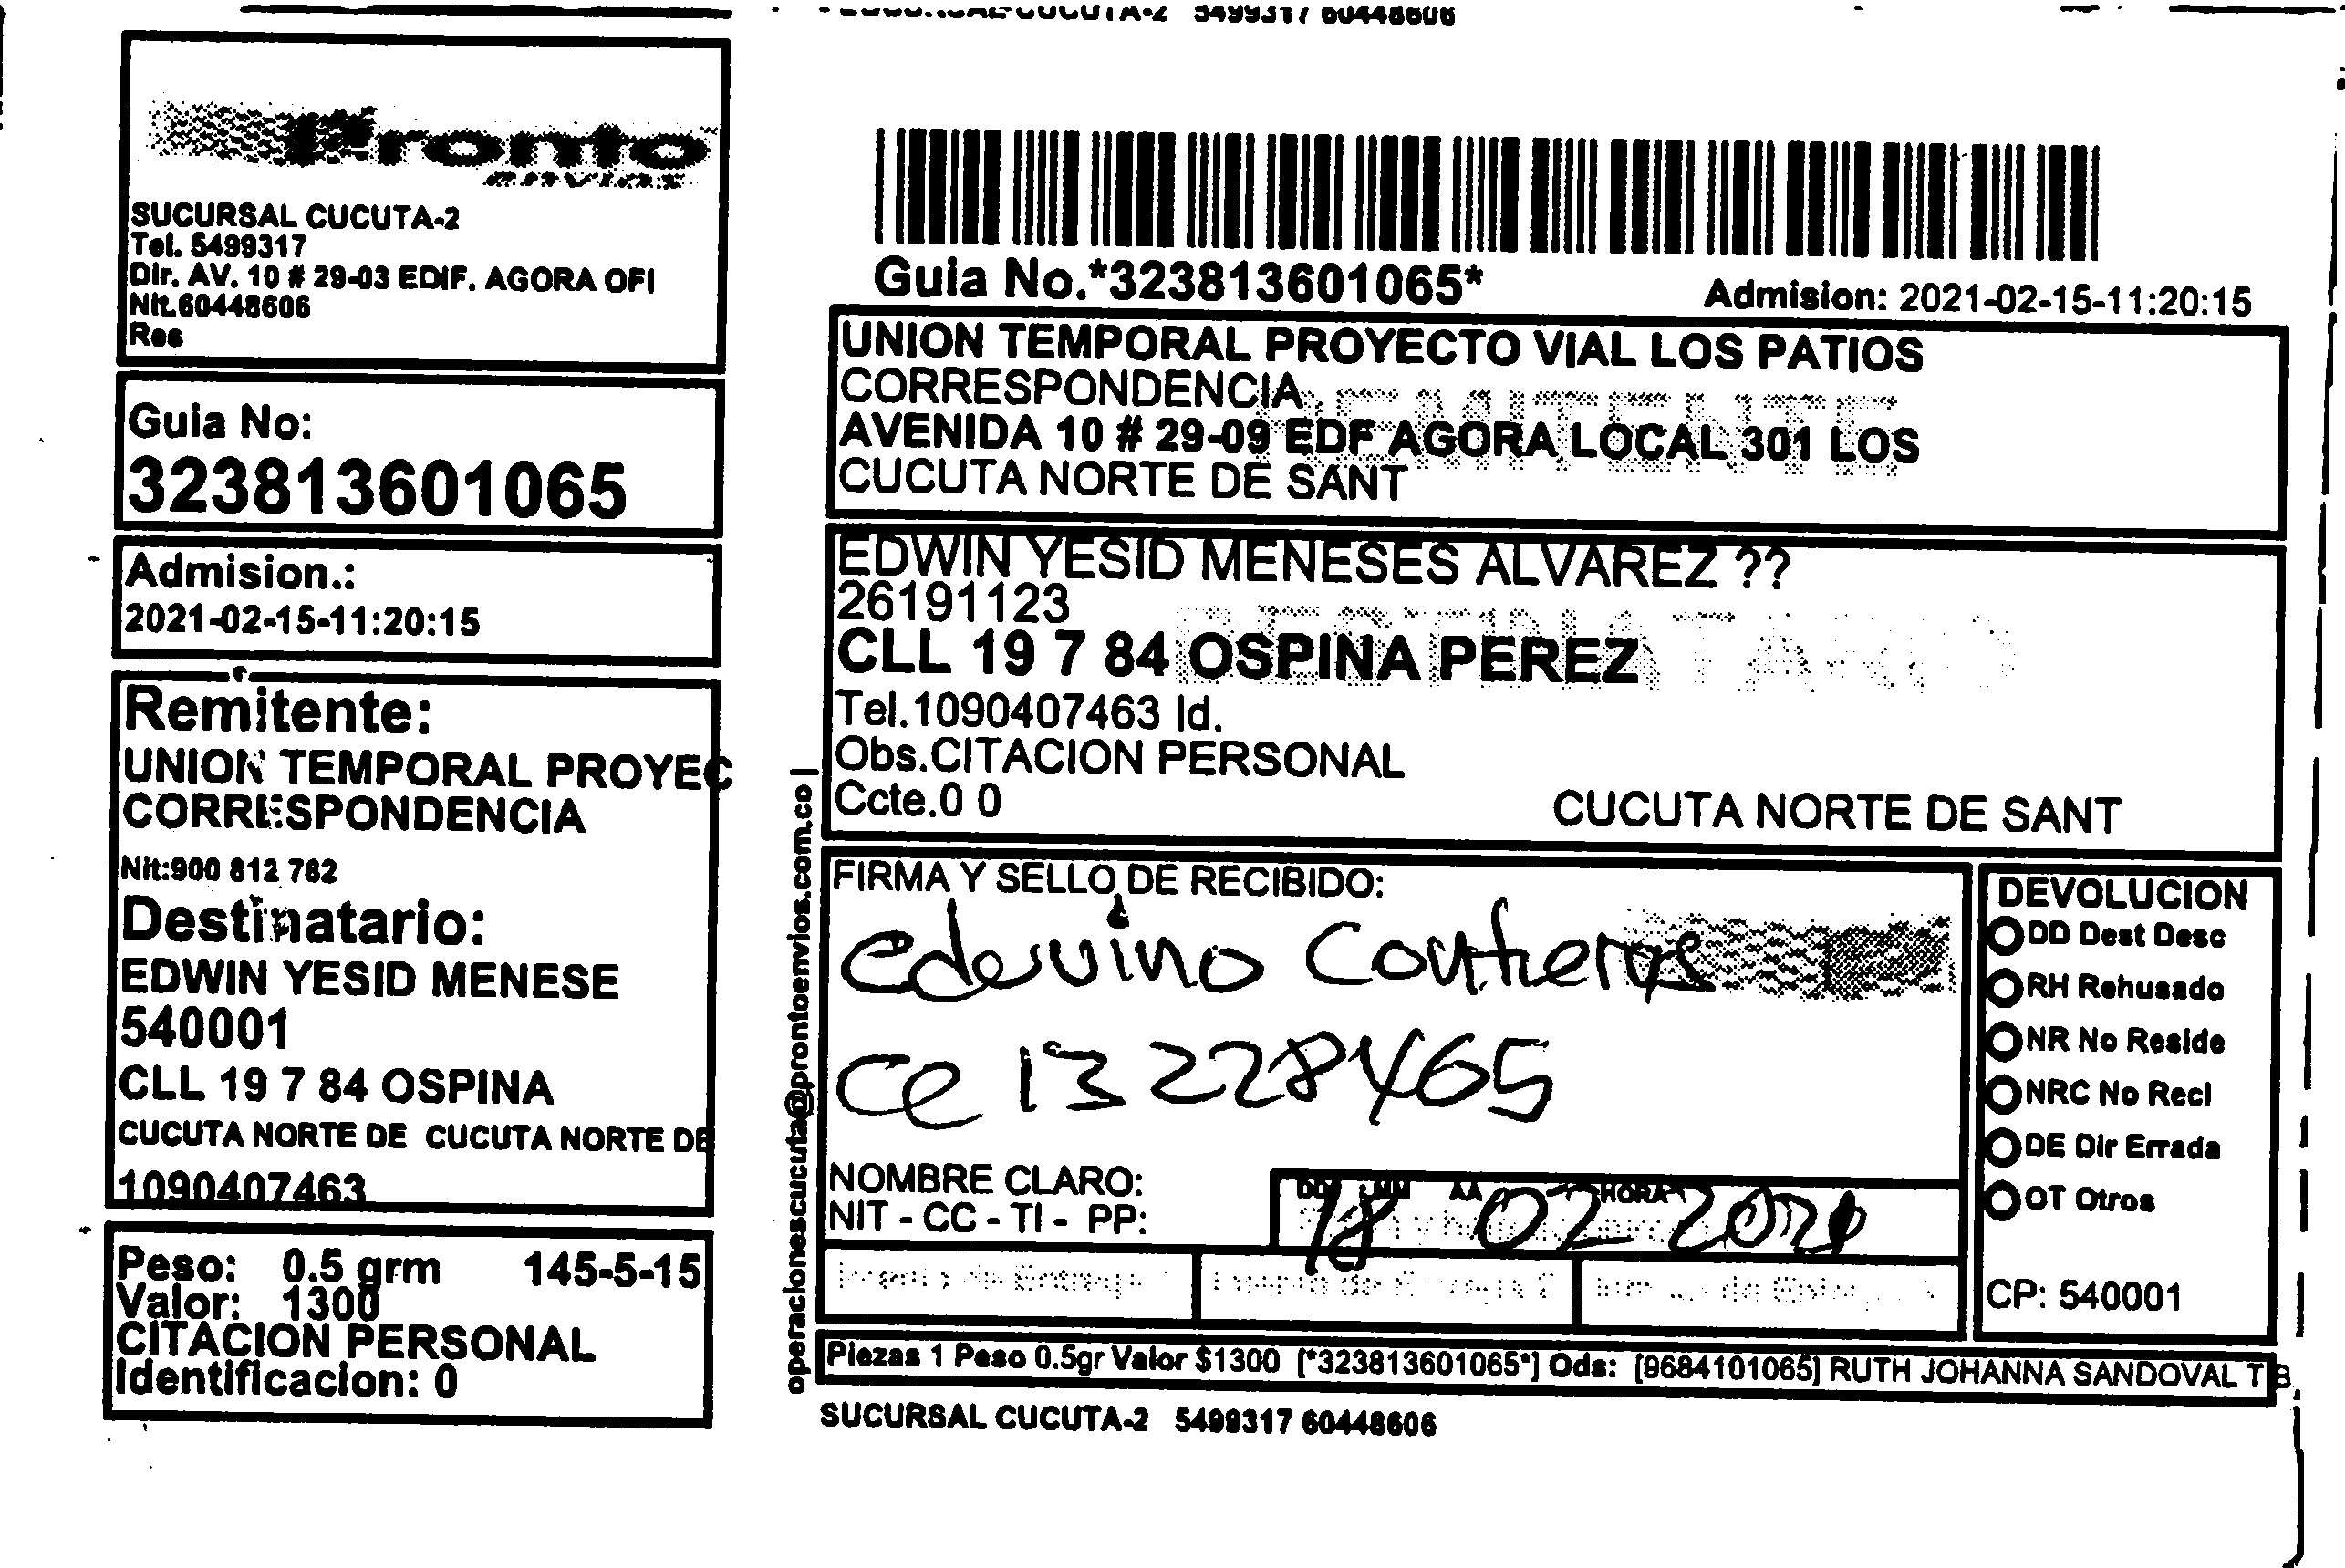 Pronto
envios
SUCURSAL CUCUTA-2
Tel. 5499317
Dir. AV. 10 # 29-03 EDIF. AGORA OFI
Nit.60448606
Res
Guia No:
323813601065
Admision.:
2021-02-15-11:20:15
Remitente:
UNION TEMPORAL PROYEC
CORRESPONDENCIA
Nit:900 812 782
Destinatario:
EDWIN YESID MENESE
540001
CLL 19 7 84 OSPINA
CUCUTA NORTE DE CUCUTA NORTE DE
1090407463
Peso: 0.5 grm 145-5-15
Valor: 1300
CITACION PERSONAL
Identificacion: 0
5499317 60448606
Guia No.*323813601065*
Admision: 2021-02-15-11:20:15
UNION TEMPORAL PROYECTO VIAL LOS PATIOS
CORRESPONDENCIA
REMITENTE
AVENIDA 10 # 29-09 EDF AGORA LOCAL 301 LOS
CUCUTA NORTE DE SANT
EDWIN YESID MENESES ALVAREZ ??
26191123
DESTINATARIO
CLL 19 7 84 OSPINA PEREZ
Tel.1090407463 Id.
Obs.CITACION PERSONAL
Ccte.0 0
CUCUTA NORTE DE SANT
operacionescucuta@prontoenvios.com.co |
FIRMA Y SELLO DE RECIBIDO:
Edevino Contreras
CC 13228465
NOMBRE CLARO:
NIT - CC - TI - PP:
DD MM AA HORA
18 02 2021
DEVOLUCION
DD Dest Desc
RH Rehusado
NR No Reside
NRC No Recl
DE Dir Errada
OT Otros
CP: 540001
Piezas 1 Peso 0.5gr Valor $1300 [*323813601065*] Ods: [9684101065] RUTH JOHANNA SANDOVAL TIB
SUCURSAL CUCUTA-2 5499317 60448606